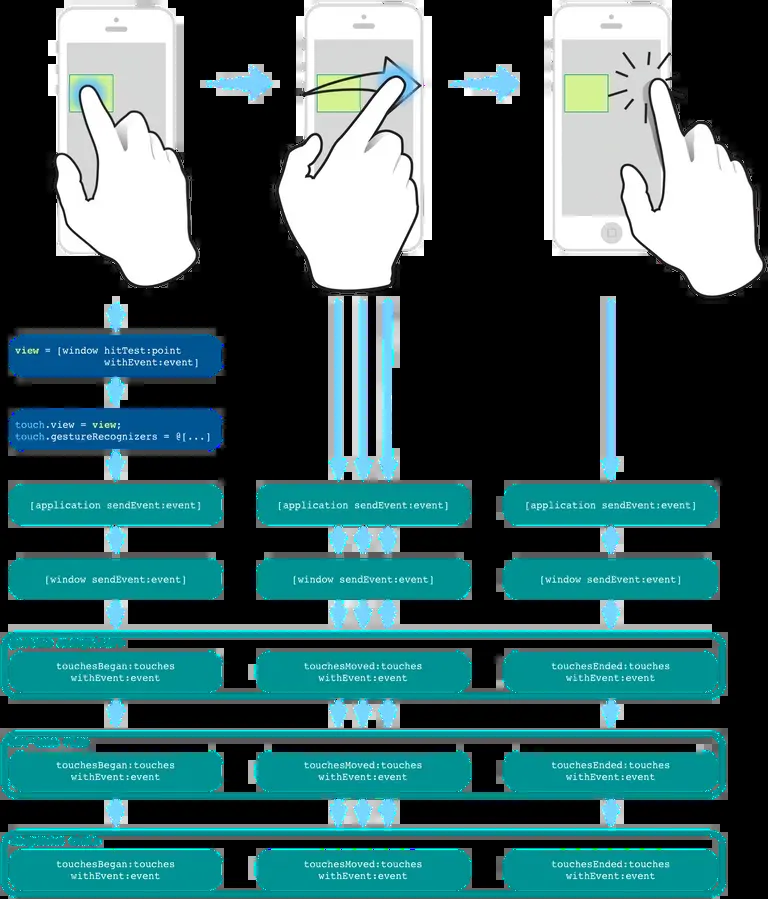 view = [window hitTest:point
withEvent:event]
touch.view = view;
touch.gestureRecognizers = @[...]
[application sendEvent:event]
[application sendEvent:event]
[application sendEvent:event]
[window sendEvent:event]
[window sendEvent:event]
[window sendEvent:event]
touchesBegan:touches
withEvent:event
touchesMoved:touches
withEvent:event
touchesEnded:touches
withEvent:event
touchesBegan:touches
withEvent:event
touchesMoved:touches
withEvent:event
touchesEnded:touches
withEvent:event
touchesBegan:touches
withEvent:event
touchesMoved:touches
withEvent:event
touchesEnded:touches
withEvent:event